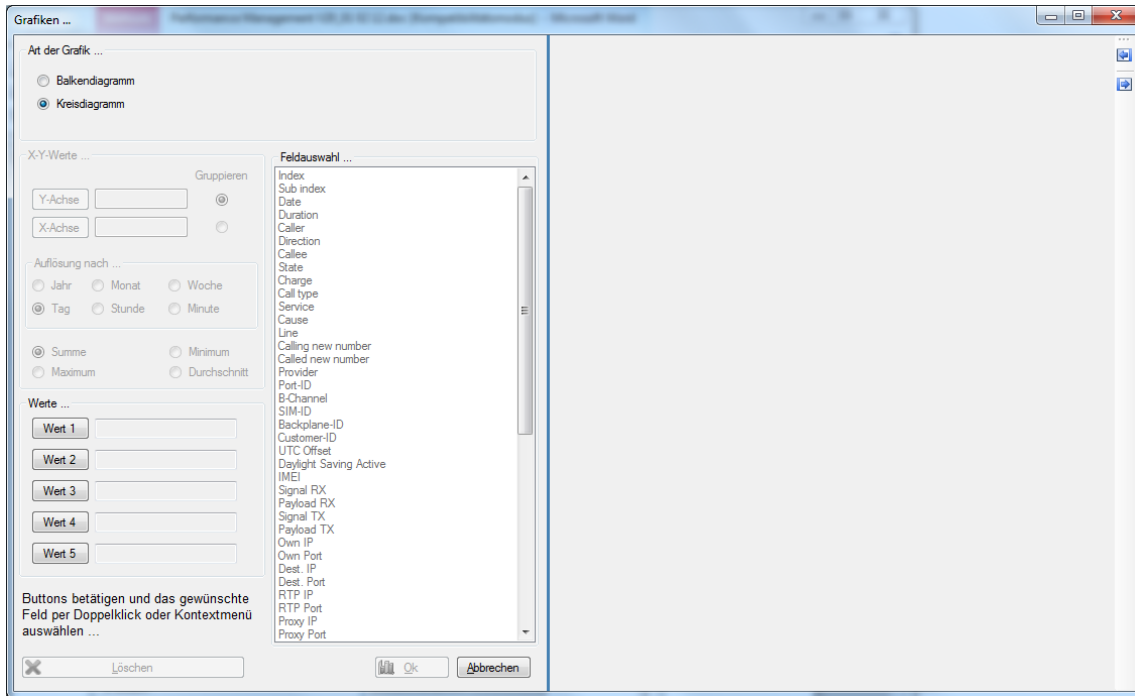 Grafiken ...
Art der Grafik ...
Balkendiagramm
Kreisdiagramm
X-Y-Werte ...
Gruppieren
Y-Achse
X-Achse
Auflösung nach ...
Jahr Monat Woche
Tag Stunde Minute
Summe Minimum
Maximum Durchschnitt
Werte ...
Wert 1
Wert 2
Wert 3
Wert 4
Wert 5
Buttons betätigen und das gewünschte
Feld per Doppelklick oder Kontextmenü
auswählen ...
Löschen
Feldauswahl ...
Index
Sub index
Date
Duration
Caller
Direction
Callee
State
Charge
Call type
Service
Cause
Line
Calling new number
Called new number
Provider
Port-ID
B-Channel
SIM-ID
Backplane-ID
Customer-ID
UTC Offset
Daylight Saving Active
IMEI
Signal RX
Payload RX
Signal TX
Payload TX
Own IP
Own Port
Dest. IP
Dest. Port
RTP IP
RTP Port
Proxy IP
Proxy Port
Ok
Abbrechen